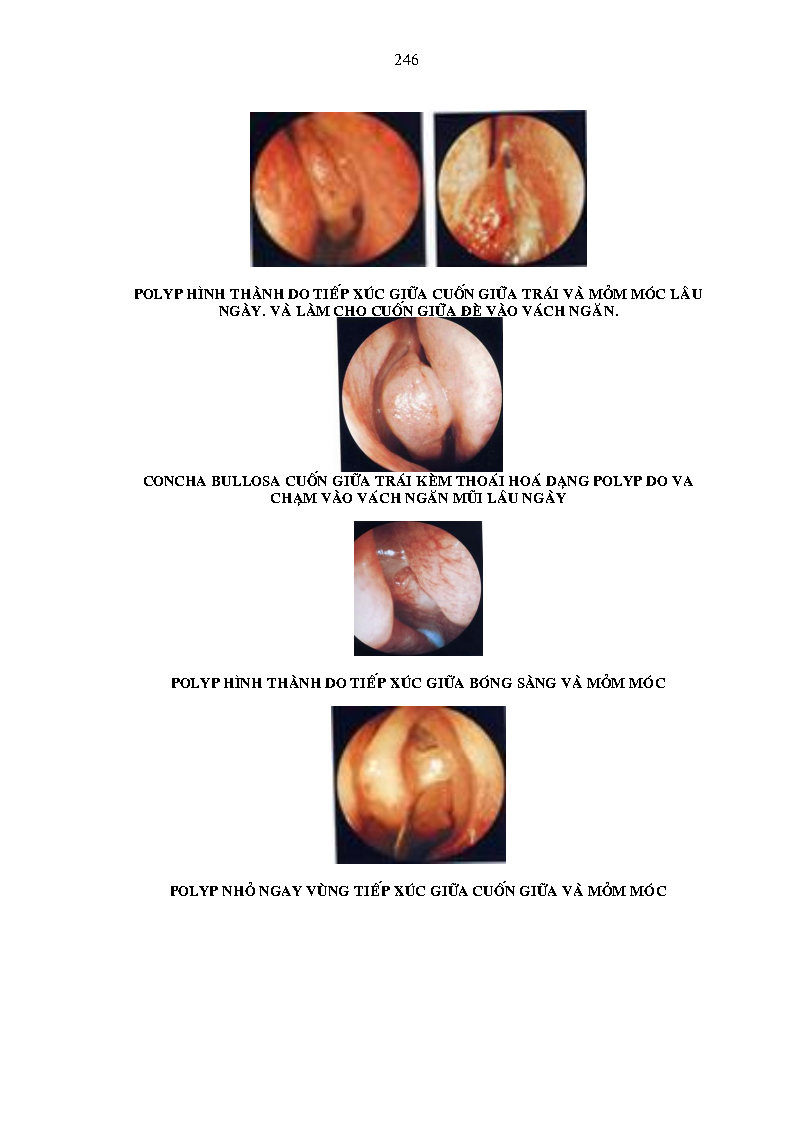 246
POLYP HÌNH THÀNH DO TIẾP XÚC GIỮA CUỐN GIỮA TRÁI VÀ MỎM MÓC LÂU
NGÀY. VÀ LÀM CHO CUỐN GIỮA ĐÈ VÀO VÁCH NGĂN.
CONCHA BULLOSA CUỐN GIỮA TRÁI KÈM THOÁI HOÁ DẠNG POLYP DO VA
CHẠM VÀO VÁCH NGĂN MŨI LÂU NGÀY
POLYP HÌNH THÀNH DO TIẾP XÚC GIỮA BÓNG SÀNG VÀ MỎM MÓC
POLYP NHỎ NGAY VÙNG TIẾP XÚC GIỮA CUỐN GIỮA VÀ MỎM MÓC